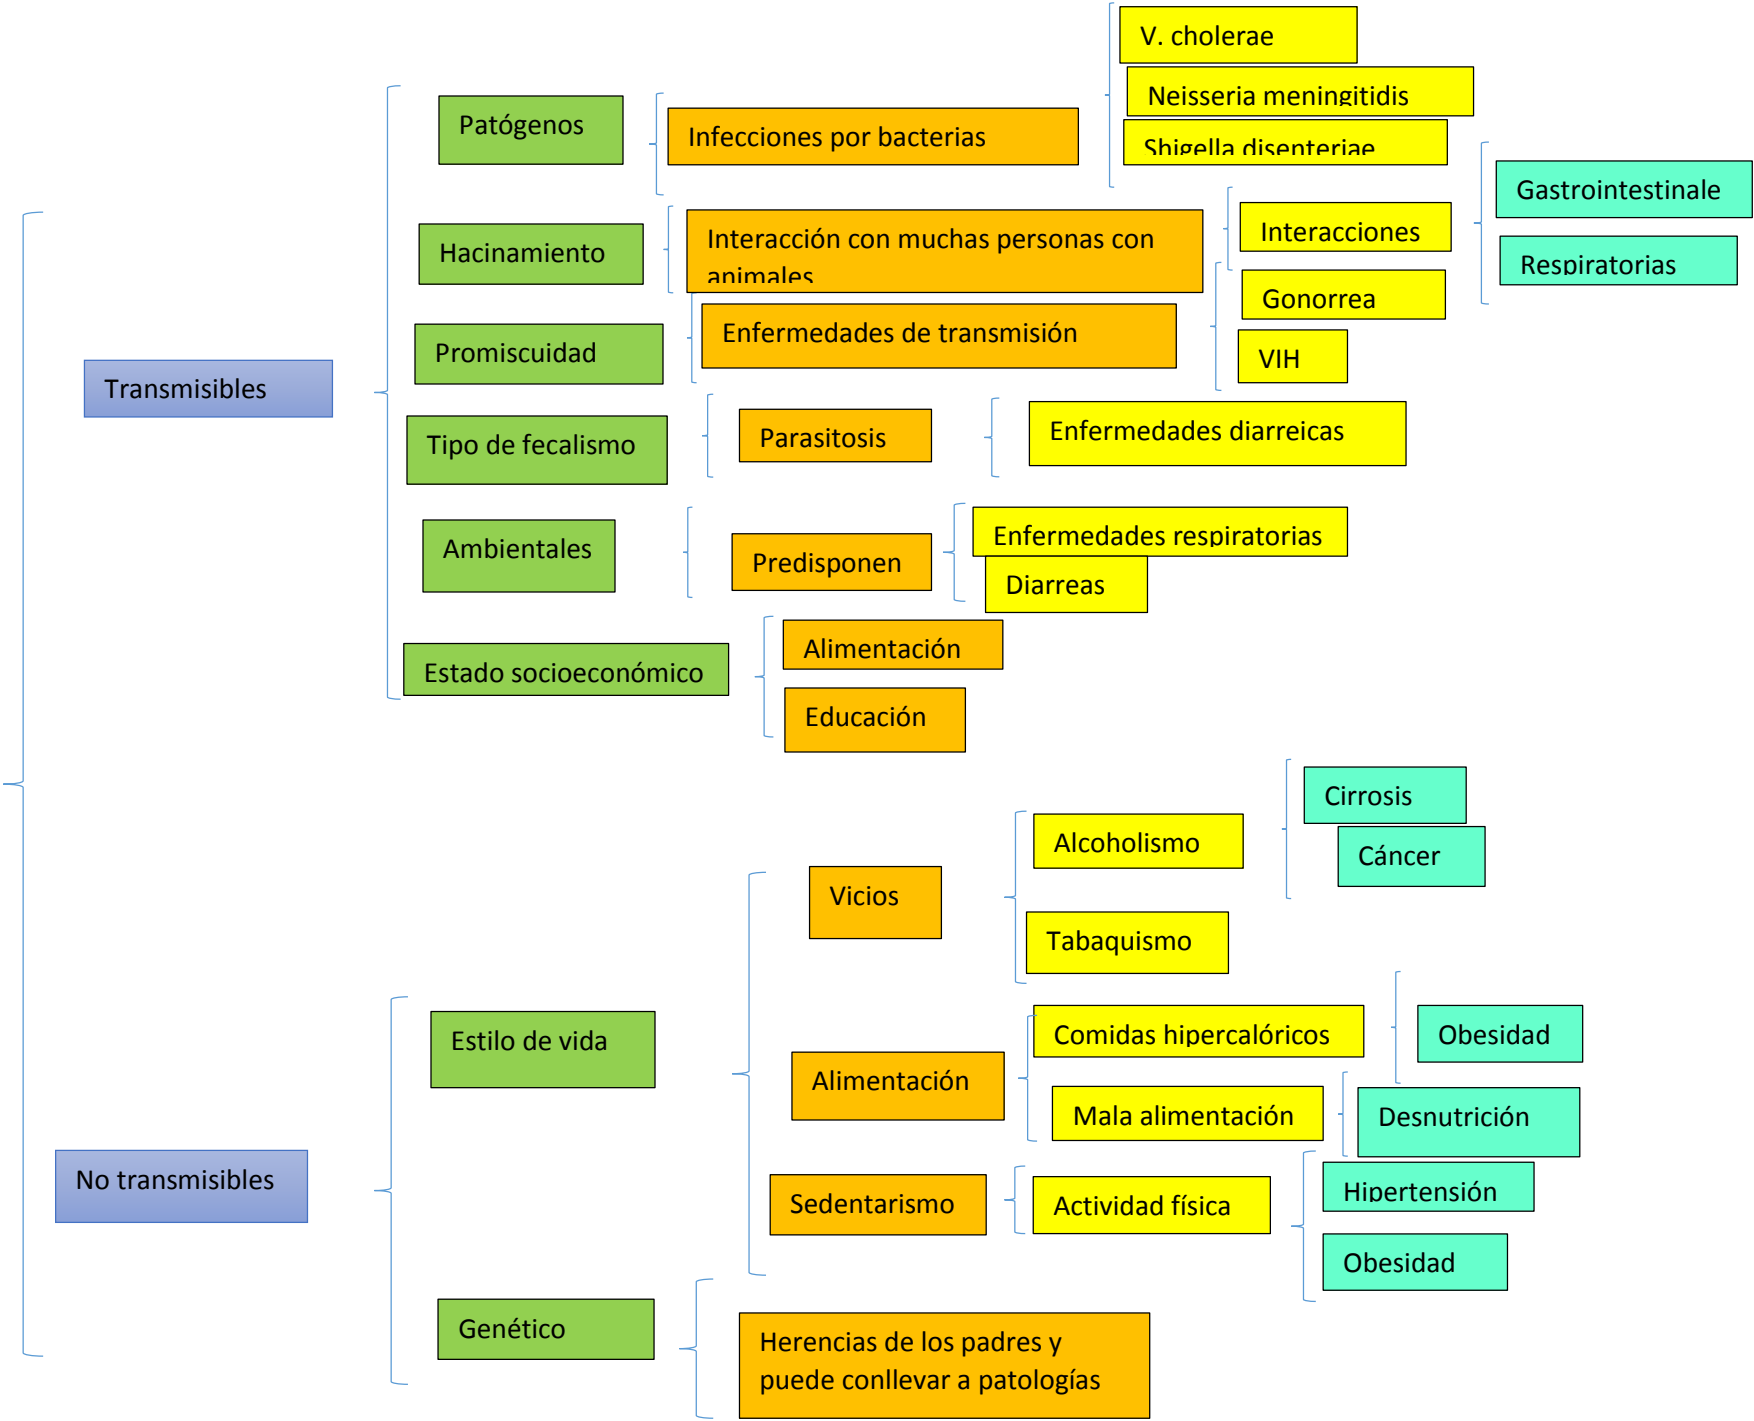 V. cholerae
Neisseria meningitidis
Shigella disenteriae
Patógenos
Infecciones por bacterias
Gastrointestinale
Respiratorias
Interacciones
Hacinamiento
Interacción con muchas personas con
animales
Gonorrea
VIH
Promiscuidad
Enfermedades de transmisión
Transmisibles
Tipo de fecalismo
Parasitosis
Enfermedades diarreicas
Ambientales
Predisponen
Enfermedades respiratorias
Diarreas
Estado socioeconómico
Alimentación
Educación
Cirrosis
Cáncer
Alcoholismo
Vicios
Tabaquismo
Estilo de vida
Comidas hipercalóricos
Obesidad
Alimentación
Mala alimentación
Desnutrición
No transmisibles
Sedentarismo
Actividad física
Hipertensión
Obesidad
Genético
Herencias de los padres y
puede conllevar a patologías